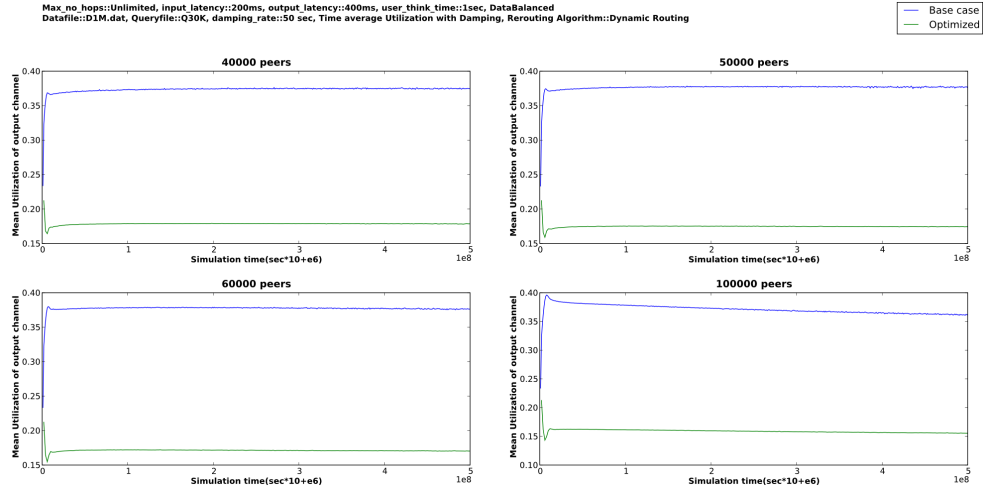 Max_no_hops::Unlimited, input_latency::200ms, output_latency::400ms, user_think_time::1sec, DataBalanced
Datafile::D1M.dat, Queryfile::Q30K, damping_rate::50 sec, Time average Utilization with Damping, Rerouting Algorithm::Dynamic Routing
Base case
Optimized
40000 peers
Mean Utilization of output channel
0.40
0.35
0.30
0.25
0.20
0.15
0 1 2 3 4 5
1e8
Simulation time(sec*10+e6)
50000 peers
Mean Utilization of output channel
0.40
0.35
0.30
0.25
0.20
0.15
0 1 2 3 4 5
1e8
Simulation time(sec*10+e6)
60000 peers
Mean Utilization of output channel
0.40
0.35
0.30
0.25
0.20
0.15
0 1 2 3 4 5
1e8
Simulation time(sec*10+e6)
100000 peers
Mean Utilization of output channel
0.40
0.35
0.30
0.25
0.20
0.15
0.10
0 1 2 3 4 5
1e8
Simulation time(sec*10+e6)